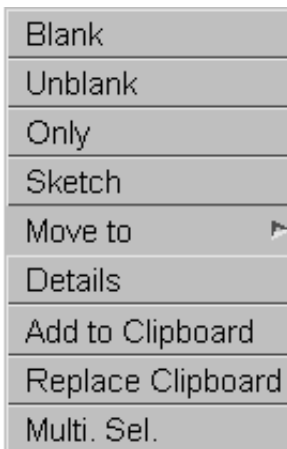 Blank
Unblank
Only
Sketch
Move to
Details
Add to Clipboard
Replace Clipboard
Multi. Sel.